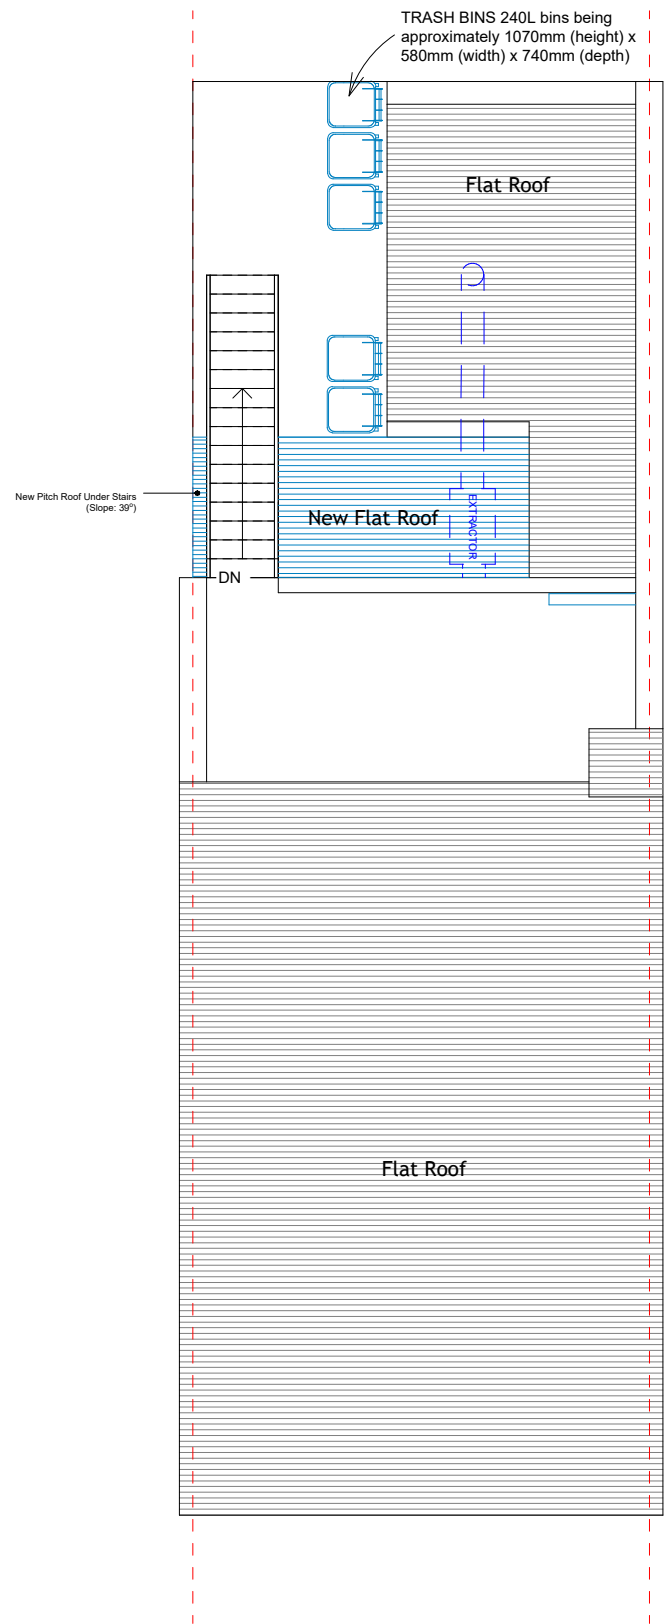 TRASH BINS 240L bins being
approximately 1070mm (height) x
580mm (width) x 740mm (depth)
Flat Roof
New Pitch Roof Under Stairs
(Slope: 39°)
New Flat Roof
EXTRACTOR
DN
Flat Roof